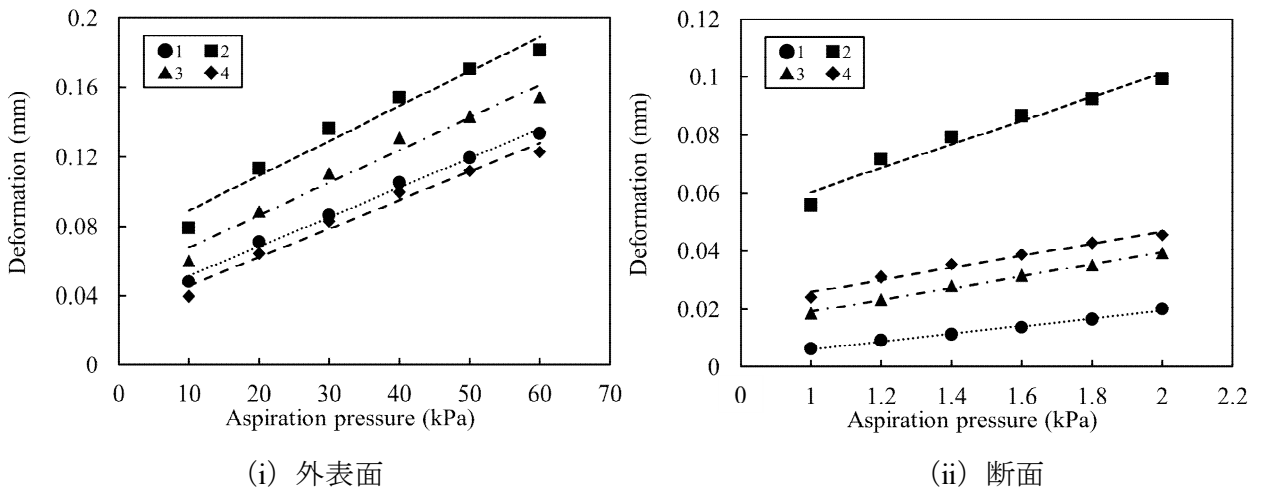 0.2
0.16
0.12
0.08
0.04
0
Deformation (mm)
1 2
3 4
0 10 20 30 40 50 60 70
Aspiration pressure (kPa)
(i) 外表面
0.12
0.1
0.08
0.06
0.04
0.02
0
Deformation (mm)
1 2
3 4
0 1 1.2 1.4 1.6 1.8 2 2.2
Aspiration pressure (kPa)
(ii) 断面